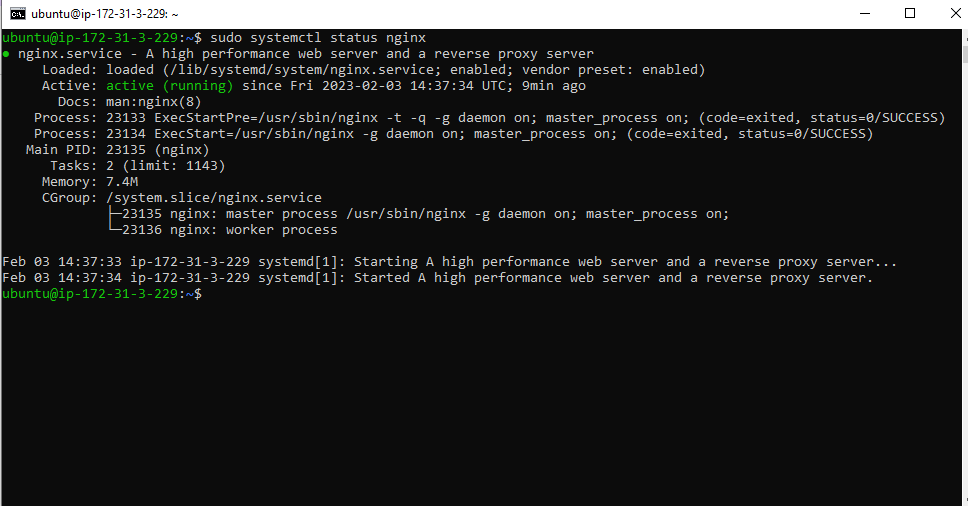 ubuntu@ip-172-31-3-229: ~
ubuntu@ip-172-31-3-229:~$ sudo systemctl status nginx
● nginx.service - A high performance web server and a reverse proxy server
     Loaded: loaded (/lib/systemd/system/nginx.service; enabled; vendor preset: enabled)
     Active: active (running) since Fri 2023-02-03 14:37:34 UTC; 9min ago
       Docs: man:nginx(8)
    Process: 23133 ExecStartPre=/usr/sbin/nginx -t -q -g daemon on; master_process on; (code=exited, status=0/SUCCESS)
    Process: 23134 ExecStart=/usr/sbin/nginx -g daemon on; master_process on; (code=exited, status=0/SUCCESS)
   Main PID: 23135 (nginx)
      Tasks: 2 (limit: 1143)
     Memory: 7.4M
     CGroup: /system.slice/nginx.service
             ├─23135 nginx: master process /usr/sbin/nginx -g daemon on; master_process on;
             └─23136 nginx: worker process

Feb 03 14:37:33 ip-172-31-3-229 systemd[1]: Starting A high performance web server and a reverse proxy server...
Feb 03 14:37:34 ip-172-31-3-229 systemd[1]: Started A high performance web server and a reverse proxy server.
ubuntu@ip-172-31-3-229:~$